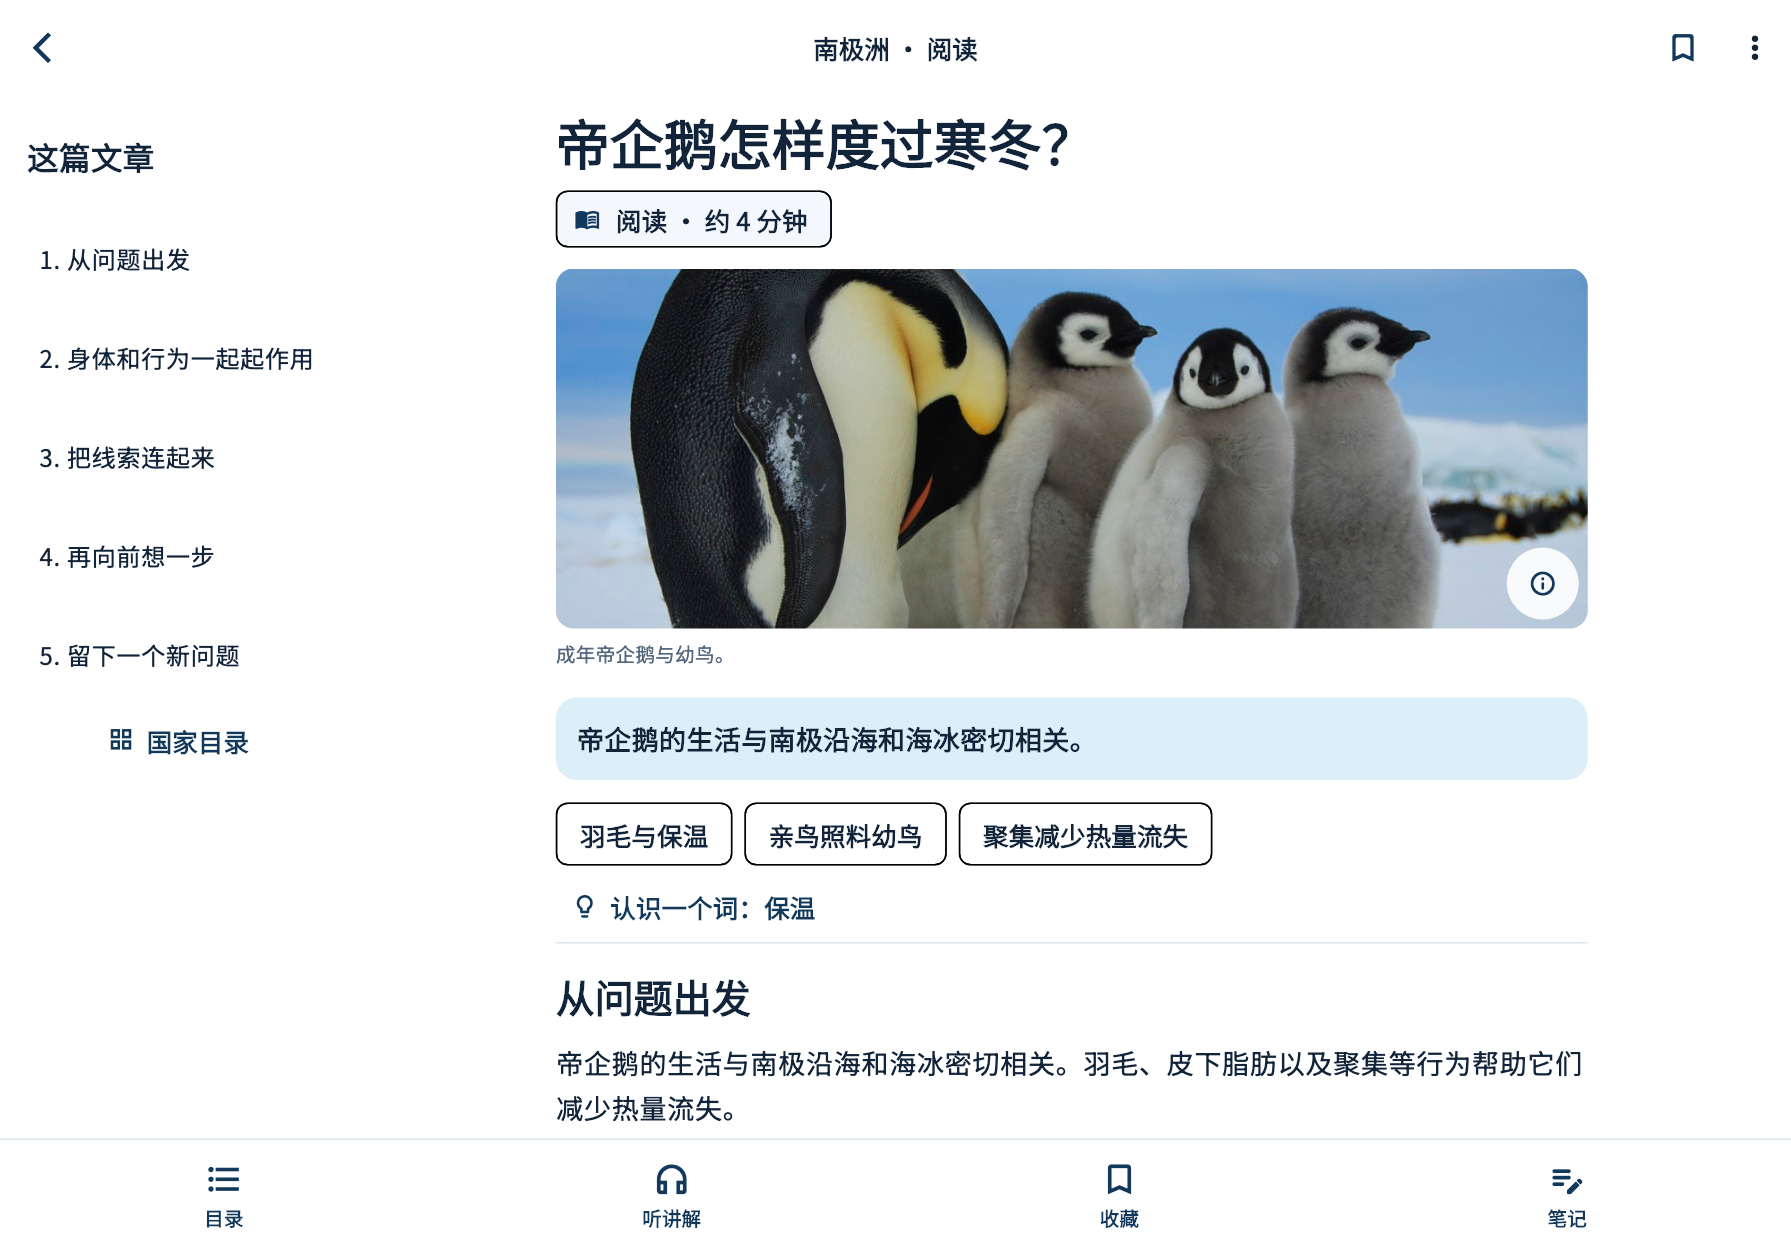 南极洲 · 阅读
这篇文章
1. 从问题出发
2. 身体和行为一起起作用
3. 把线索连起来
4. 再向前想一步
5. 留下一个新问题
国家目录
帝企鹅怎样度过寒冬？
阅读 · 约 4 分钟
成年帝企鹅与幼鸟。
帝企鹅的生活与南极沿海和海冰密切相关。
羽毛与保温
亲鸟照料幼鸟
聚集减少热量流失
认识一个词：保温
从问题出发
帝企鹅的生活与南极沿海和海冰密切相关。羽毛、皮下脂肪以及聚集等行为帮助它们
减少热量流失。
目录
听讲解
收藏
笔记